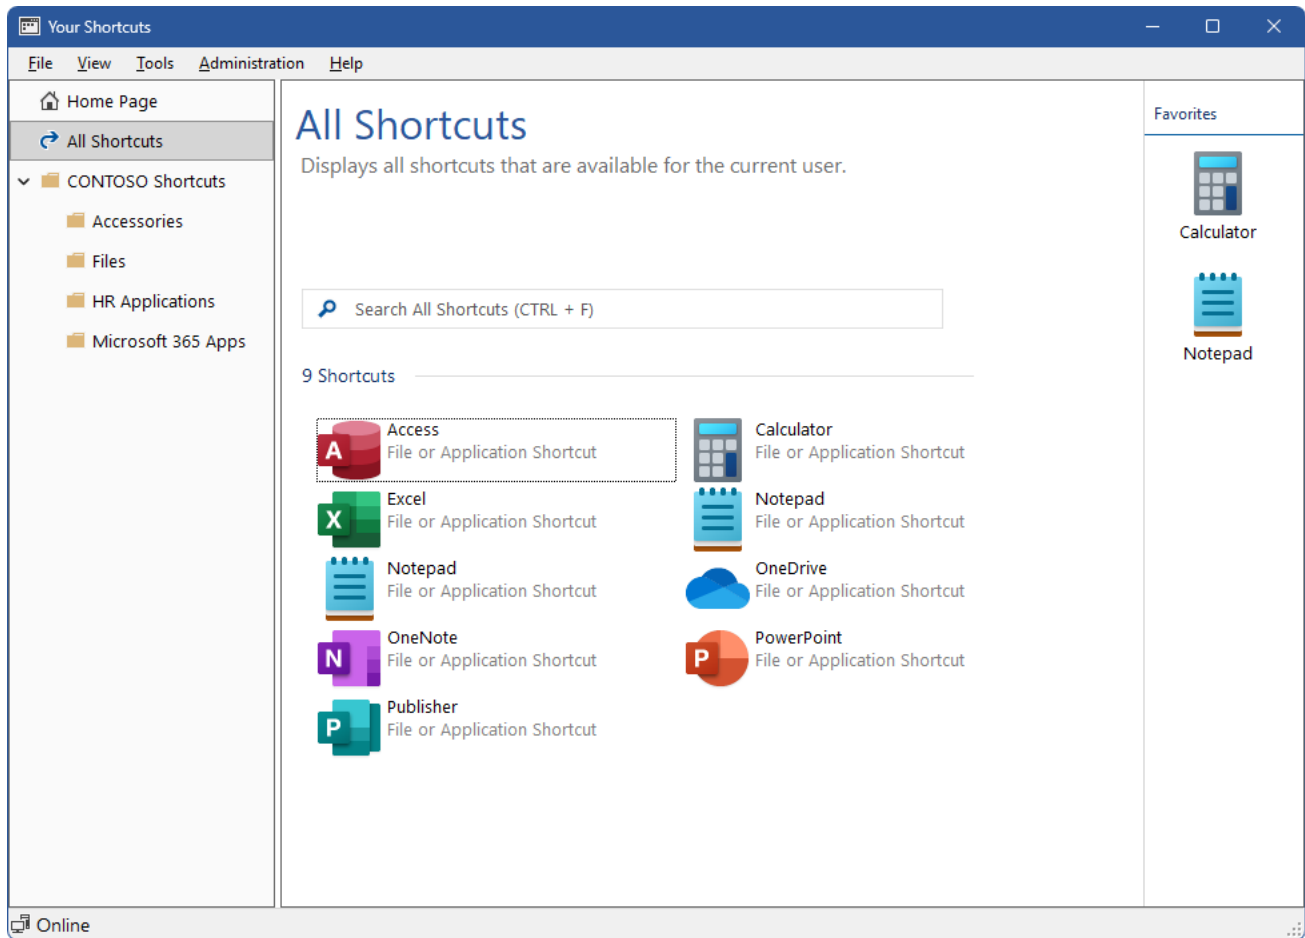 Your Shortcuts
File View Tools Administration Help
Home Page
All Shortcuts
CONTOSO Shortcuts
Accessories
Files
HR Applications
Microsoft 365 Apps
All Shortcuts
Displays all shortcuts that are available for the current user.
Search All Shortcuts (CTRL + F)
9 Shortcuts
A
Access
File or Application Shortcut
Calculator
File or Application Shortcut
X
Excel
File or Application Shortcut
Notepad
File or Application Shortcut
Notepad
File or Application Shortcut
OneDrive
File or Application Shortcut
N
OneNote
File or Application Shortcut
P
PowerPoint
File or Application Shortcut
P
Publisher
File or Application Shortcut
Favorites
Calculator
Notepad
Online